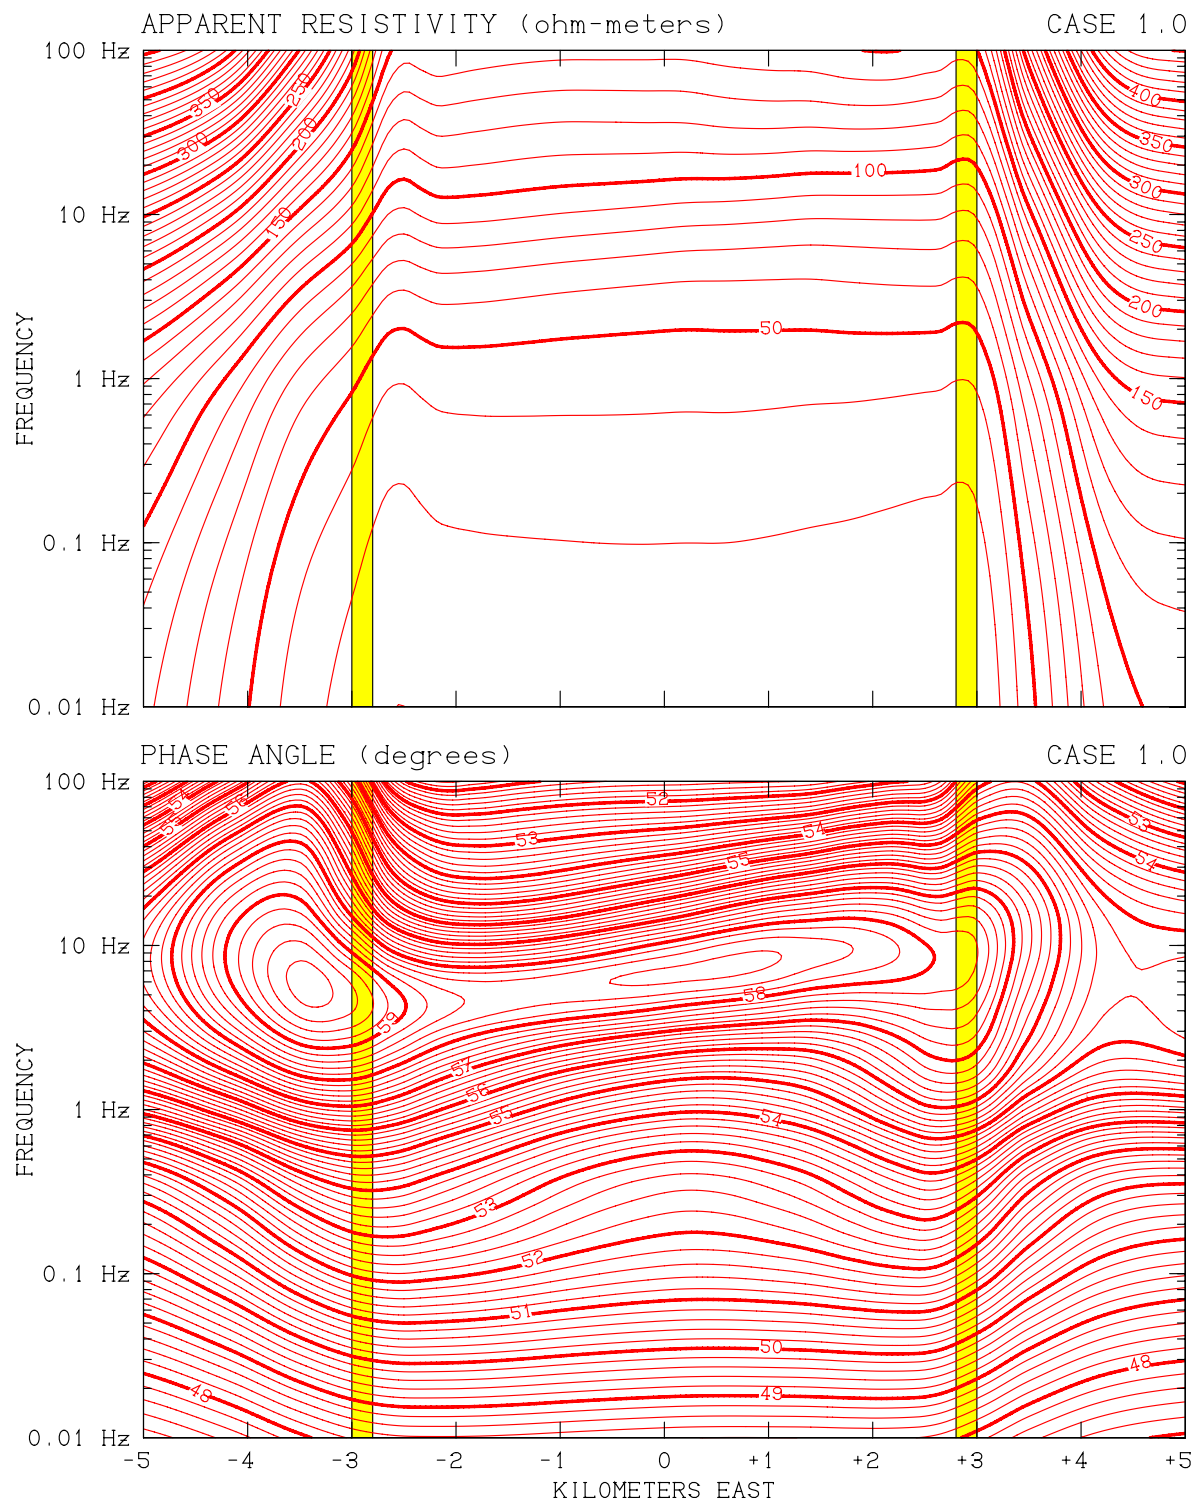 APPARENT RESISTIVITY (ohm-meters) CASE 1.0
100 Hz
10 Hz
1 Hz
0.1 Hz
0.01 Hz
FREQUENCY
350
300
250
200
150
100
50
400
350
300
250
200
150
PHASE ANGLE (degrees) CASE 1.0
100 Hz
10 Hz
1 Hz
0.1 Hz
0.01 Hz
FREQUENCY
54
52
53
54
55
53
54
58
59
57
56
55
54
53
52
51
50
49
48
48
-5 -4 -3 -2 -1 0 +1 +2 +3 +4 +5
KILOMETERS EAST